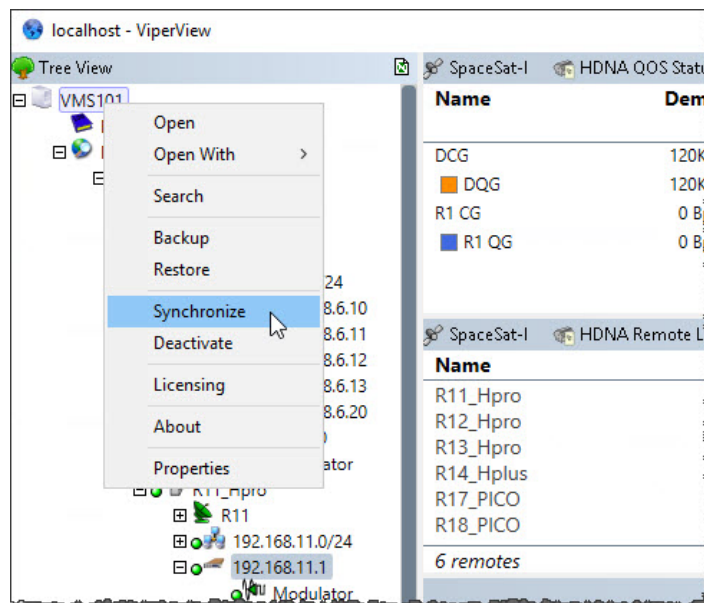 localhost - ViperView
Tree View
VMS101
Open
Open With
Search
Backup
Restore
Synchronize
Deactivate
Licensing
About
Properties
24
8.6.10
8.6.11
8.6.12
8.6.13
8.6.20
ator
R11_Hpro
R11
192.168.11.0/24
192.168.11.1
Modulator
SpaceSat-I HDNA QOS Statu
Name Dem
DCG 120K
DQG 120K
R1 CG 0 B
R1 QG 0 B
SpaceSat-I HDNA Remote L
Name
R11_Hpro
R12_Hpro
R13_Hpro
R14_Hplus
R17_PICO
R18_PICO
6 remotes